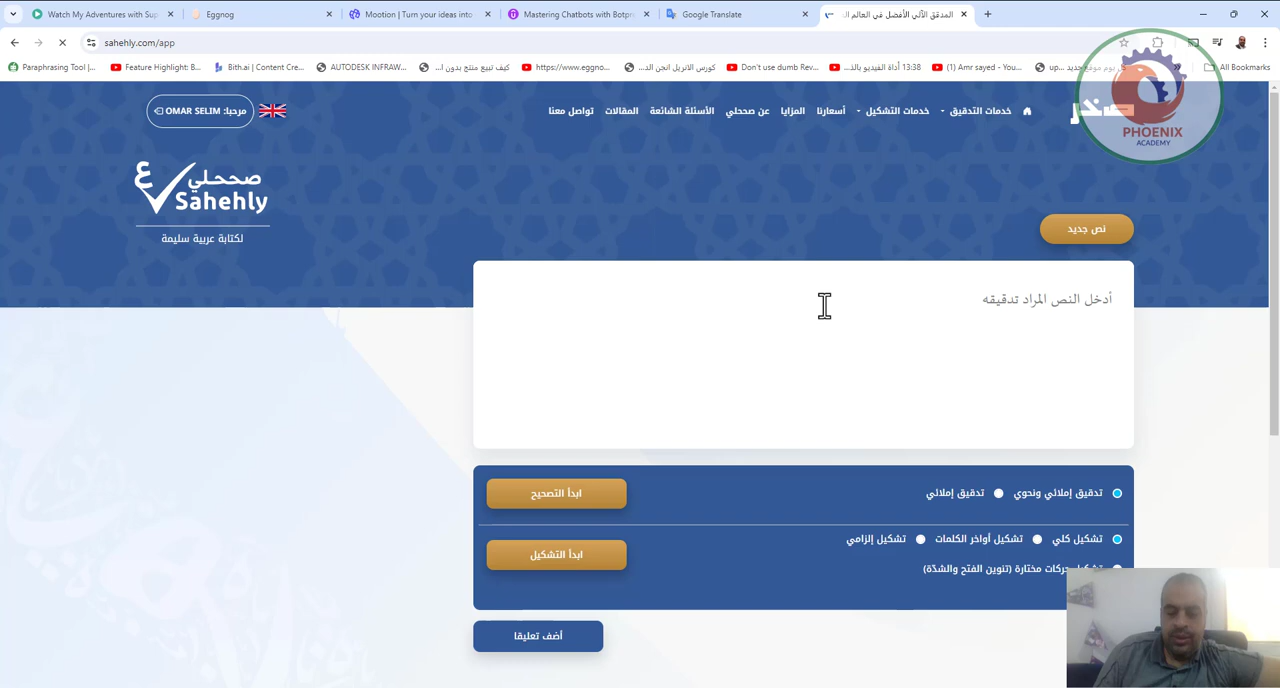 Watch My Adventures with Sup
Eggnog
Mootion | Turn your ideas into
Mastering Chatbots with Botpr
Google Translate
المدقق الآلي الأفضل في العالم ال
sahehly.com/app
Paraphrasing Tool |...
Feature Highlight: B...
Bith.ai | Content Cre...
AUTODESK INFRAW...
كيف تبيع منتج بدون ...
https://www.eggno...
كورس الاتريل انجن الد...
Don't use dumb Rev...
13:38 أداة الفيديو بالذ...
(1) Amr sayed - You...
All Bookmarks
مرحبا: OMAR SELIM
خدمات التدقيق
خدمات التشكيل
أسعارنا
المزايا
عن صححلي
الأسئلة الشائعة
المقالات
تواصل معنا
صخر
PHOENIX
ACADEMY
صححلي
Sahehly
لكتابة عربية سليمة
نص جديد
أدخل النص المراد تدقيقه
تدقيق إملائي ونحوي
تدقيق إملائي
ابدأ التصحيح
تشكيل كلي
تشكيل أواخر الكلمات
تشكيل إلزامي
ابدأ التشكيل
حركات مختارة (تنوين الفتح والشدّة)
أضف تعليقا